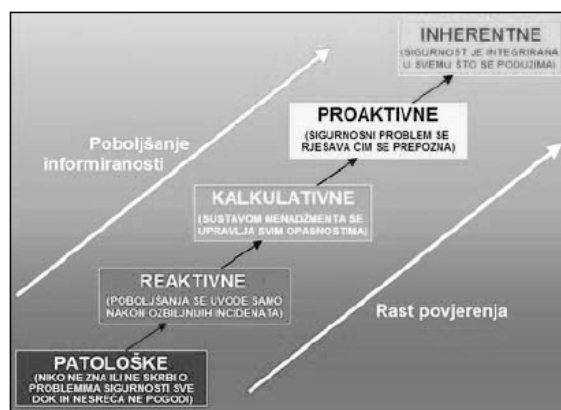 INHERENTNE
(SIGURNOST JE INTEGRIRANA
U SVEMU ŠTO SE PODUZIMA)
PROAKTIVNE
(SIGURNOSNI PROBLEM SE
RJEŠAVA ČIM SE PREPOZNA)
Poboljšanje
informiranosti
KALKULATIVNE
(SUSTAVOM MENADŽMENTA SE
UPRAVLJA SVIM OPASNOSTIMA)
REAKTIVNE
(POBOLJŠANJA SE UVODE SAMO
NAKON OZBILJNIJIH INCIDENATA)
Rast povjerenja
PATOLOŠKE
(NIKO NE ZNA ILI NE SKRBI O
PROBLEMIMA SIGURNOSTI SVE
DOK IH NESREĆA NE POGODI)